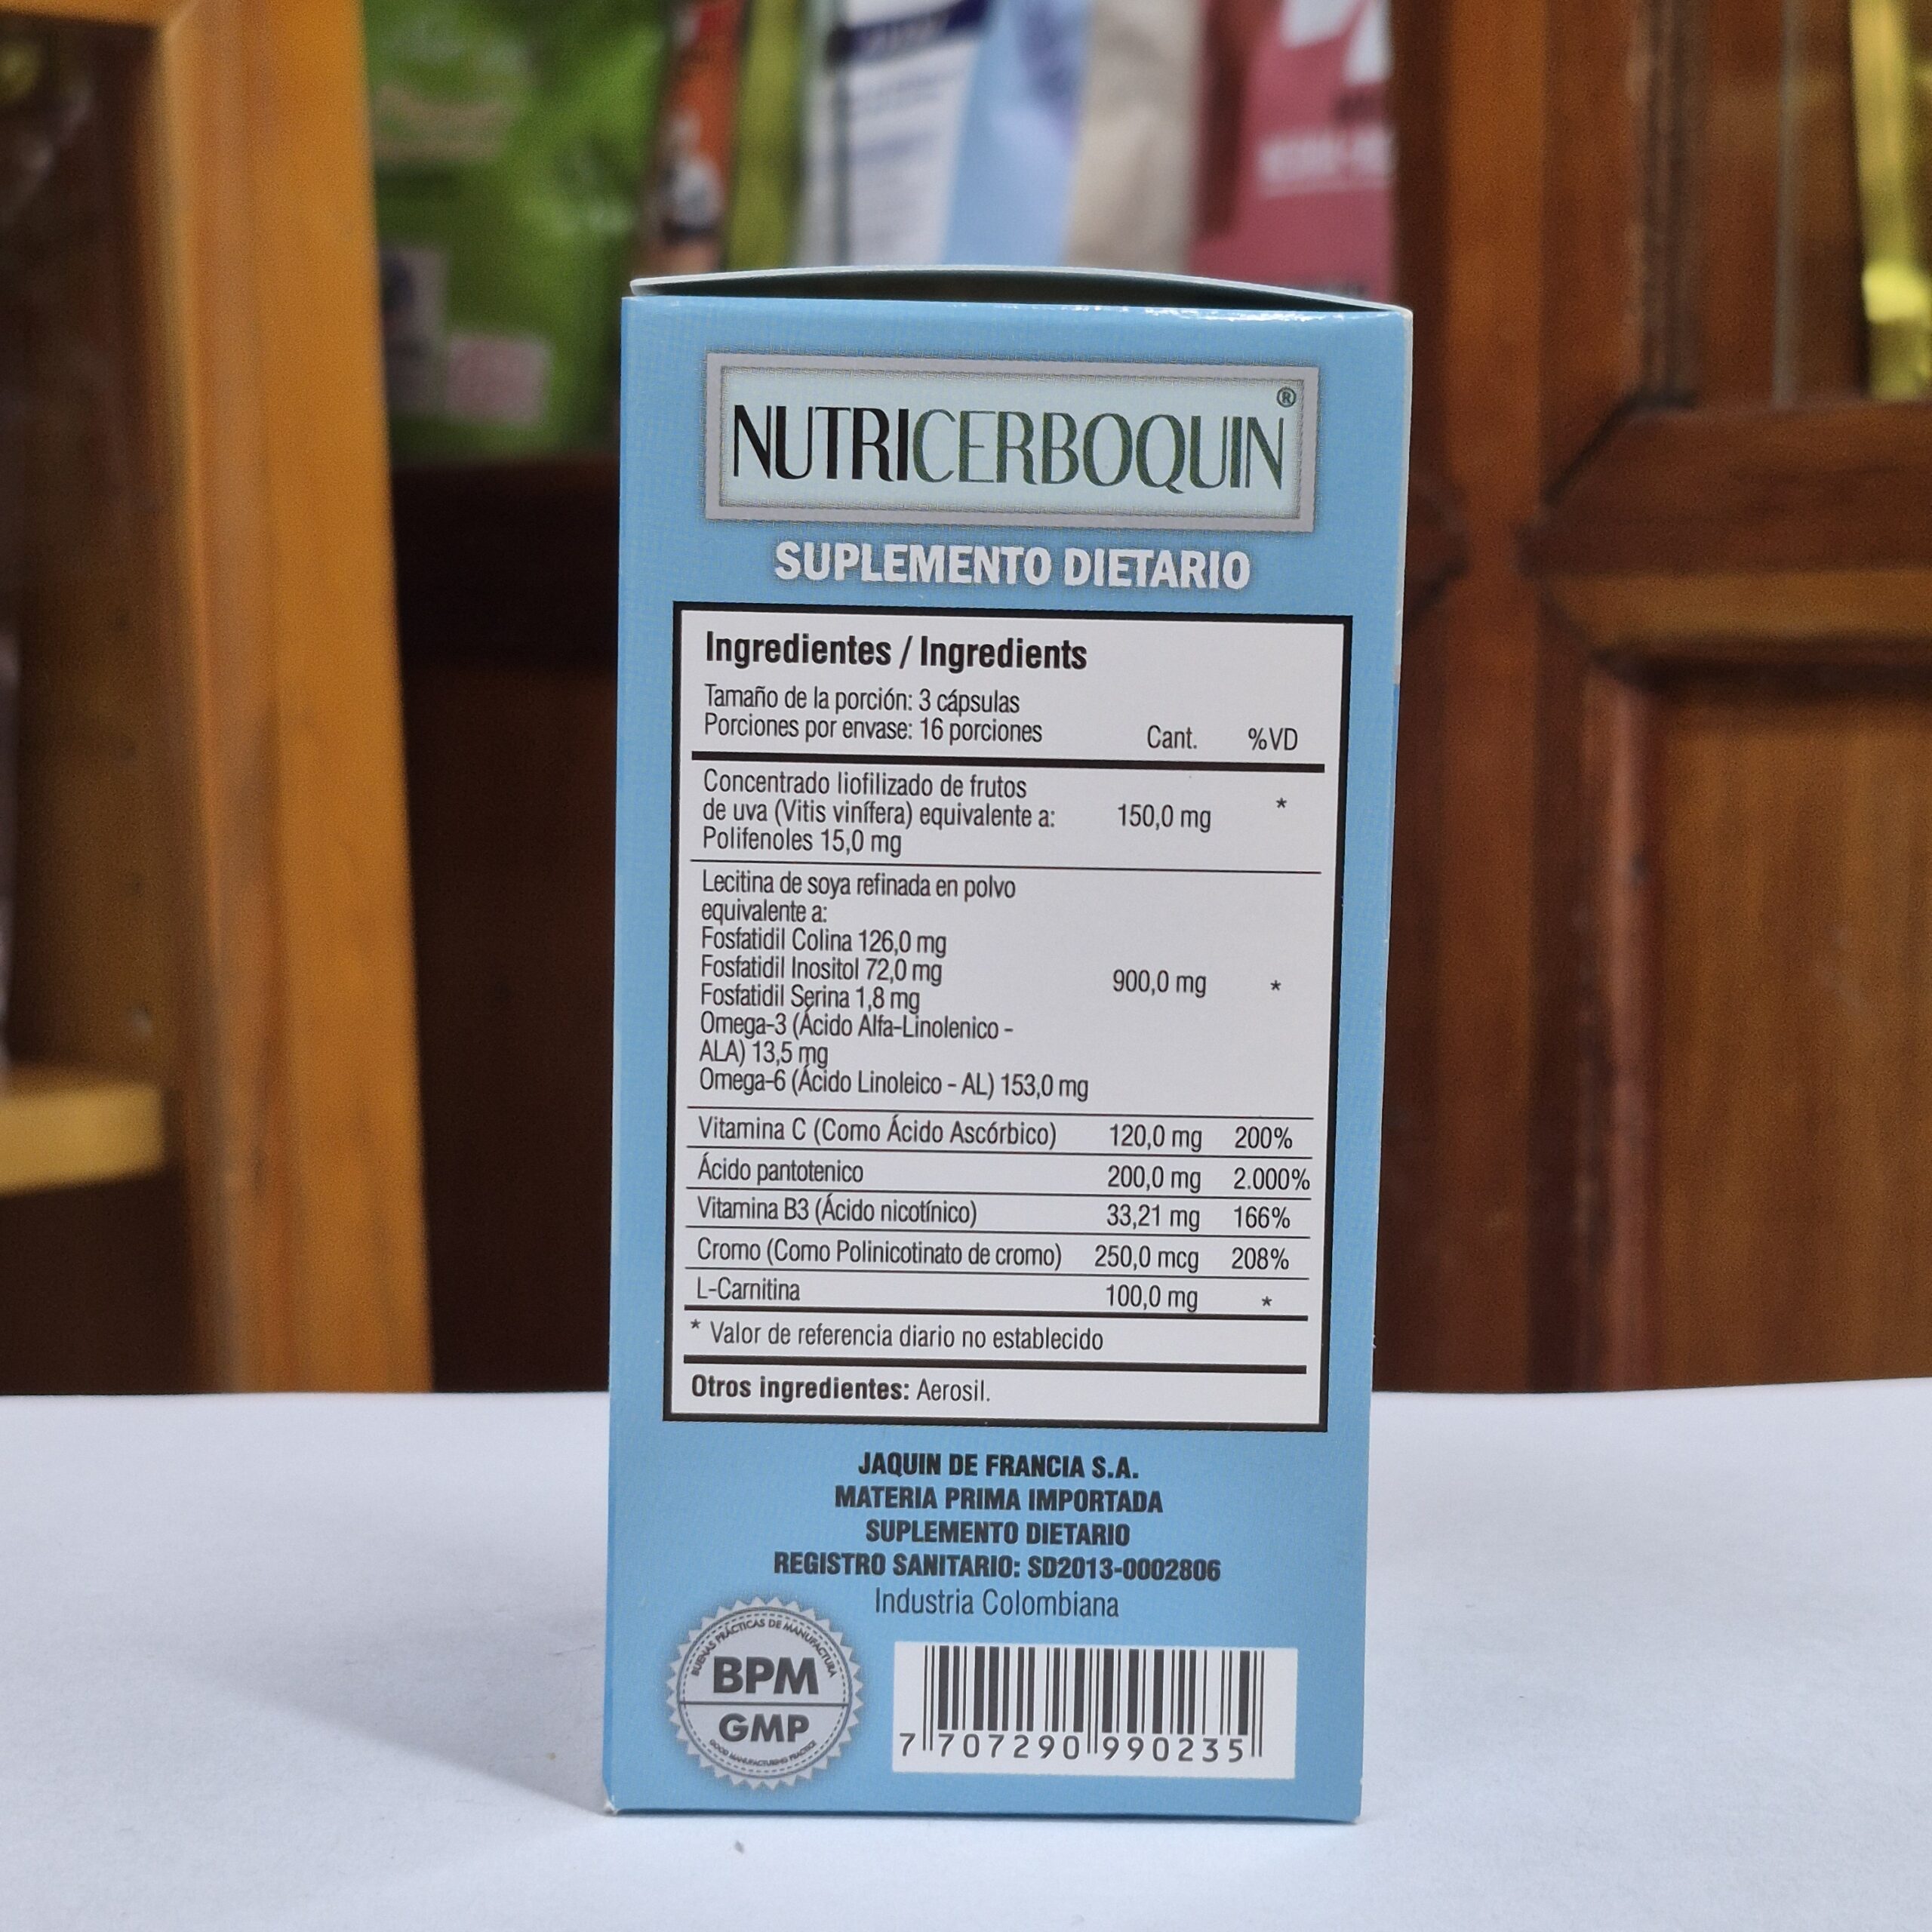 NUTRICERBOQUIN®
SUPLEMENTO DIETARIO
Ingredientes / Ingredients
Tamaño de la porción: 3 cápsulas
Porciones por envase: 16 porciones Cant. %VD
Concentrado liofilizado de frutos
de uva (Vitis vinífera) equivalente a: 150,0 mg *
Polifenoles 15,0 mg
Lecitina de soya refinada en polvo
equivalente a:
Fosfatidil Colina 126,0 mg
Fosfatidil Inositol 72,0 mg 900,0 mg *
Fosfatidil Serina 1,8 mg
Omega-3 (Ácido Alfa-Linolenico -
ALA) 13,5 mg
Omega-6 (Ácido Linoleico - AL) 153,0 mg
Vitamina C (Como Ácido Ascórbico) 120,0 mg 200%
Ácido pantotenico 200,0 mg 2.000%
Vitamina B3 (Ácido nicotínico) 33,21 mg 166%
Cromo (Como Polinicotinato de cromo) 250,0 mcg 208%
L-Carnitina 100,0 mg *
* Valor de referencia diario no establecido
Otros ingredientes: Aerosil.
JAQUIN DE FRANCIA S.A.
MATERIA PRIMA IMPORTADA
SUPLEMENTO DIETARIO
REGISTRO SANITARIO: SD2013-0002806
Industria Colombiana
BUENAS PRÁCTICAS DE MANUFACTURA
BPM
GMP
GOOD MANUFACTURING PRACTICE
7 707290 990235